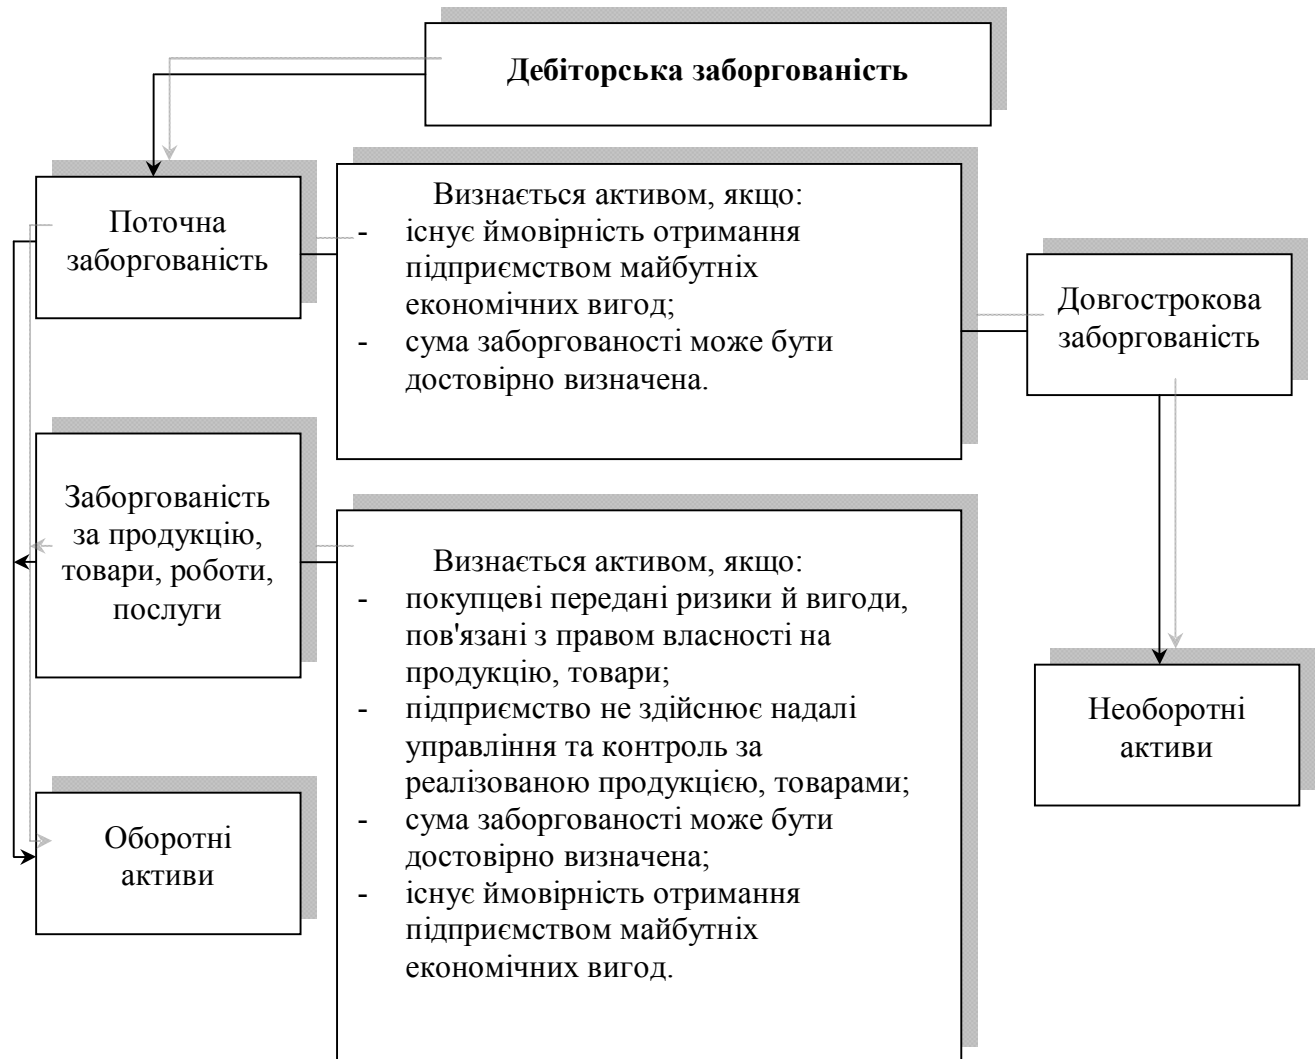 Дебіторська заборгованість
Поточна
заборгованість
Визнається активом, якщо:
- існує ймовірність отримання
підприємством майбутніх
економічних вигод;
- сума заборгованості може бути
достовірно визначена.
Довгострокова
заборгованість
Заборгованість
за продукцію,
товари, роботи,
послуги
Визнається активом, якщо:
- покупцеві передані ризики й вигоди,
пов'язані з правом власності на
продукцію, товари;
- підприємство не здійснює надалі
управління та контроль за
реалізованою продукцією, товарами;
- сума заборгованості може бути
достовірно визначена;
- існує ймовірність отримання
підприємством майбутніх
економічних вигод.
Необоротні
активи
Оборотні
активи